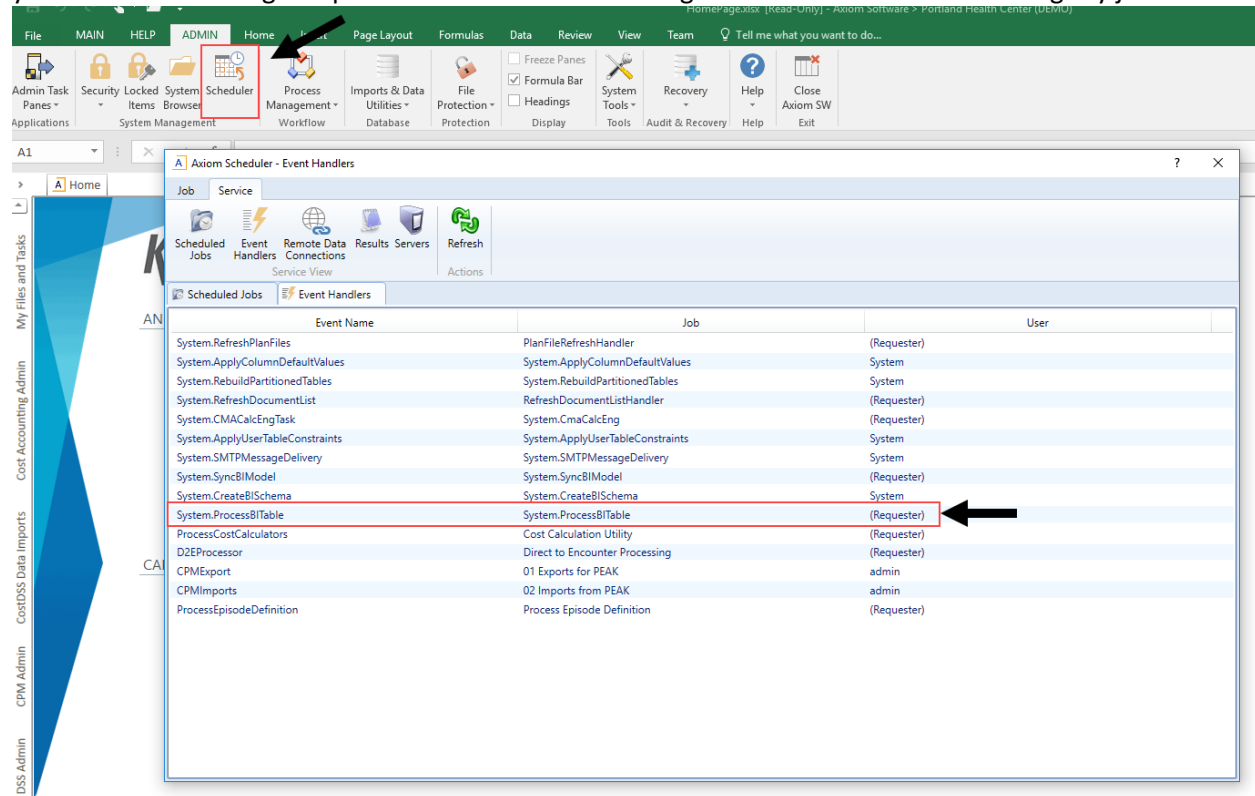 HomePage.xlsx [Read-Only] - Axiom Software > Portland Health Center (DEMO)
File MAIN HELP ADMIN Home Page Layout Formulas Data Review View Team Tell me what you want to do...
Admin Task Panes
Security
Locked Items
System Browser
Scheduler
Process Management
Imports & Data Utilities
File Protection
Freeze Panes
Formula Bar
Headings
System Tools
Recovery
Help
Close Axiom SW
Applications System Management Workflow Database Protection Display Tools Audit & Recovery Help Exit
A1
A Axiom Scheduler - Event Handlers ? X
A Home
Job Service
Scheduled Jobs
Event Handlers
Remote Data Connections
Results
Servers
Refresh
Service View Actions
Scheduled Jobs Event Handlers
Event Name Job User
System.RefreshPlanFiles PlanFileRefreshHandler (Requester)
System.ApplyColumnDefaultValues System.ApplyColumnDefaultValues System
System.RebuildPartitionedTables System.RebuildPartitionedTables System
System.RefreshDocumentList RefreshDocumentListHandler (Requester)
System.CMACalcEngTask System.CmaCalcEng (Requester)
System.ApplyUserTableConstraints System.ApplyUserTableConstraints System
System.SMTPMessageDelivery System.SMTPMessageDelivery System
System.SyncBIModel System.SyncBIModel (Requester)
System.CreateBISchema System.CreateBISchema System
System.ProcessBITable System.ProcessBITable (Requester)
ProcessCostCalculators Cost Calculation Utility (Requester)
D2EProcessor Direct to Encounter Processing (Requester)
CPMExport 01 Exports for PEAK admin
CPMImports 02 Imports from PEAK admin
ProcessEpisodeDefinition Process Episode Definition (Requester)
My Files and Tasks
Cost Accounting Admin
CostDSS Data Imports
CPM Admin
DSS Admin
K
AN
CA